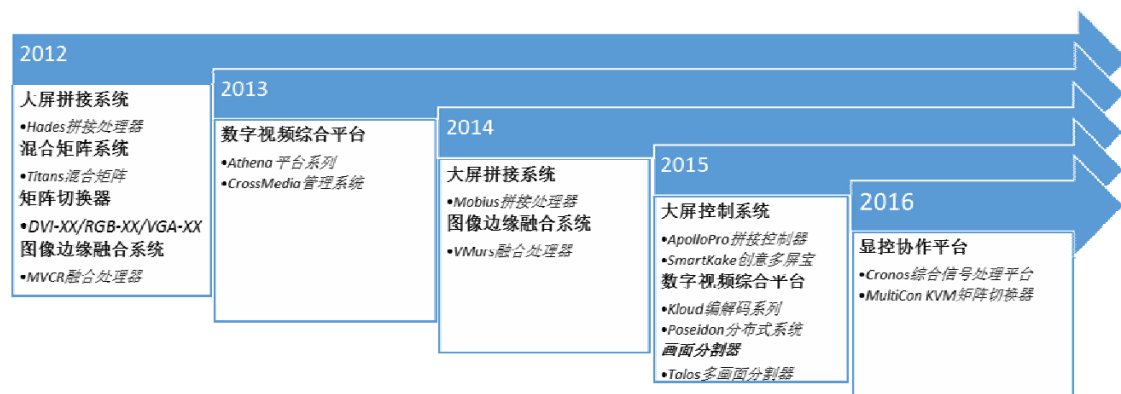 2012
大屏拼接系统
•Hades拼接处理器
混合矩阵系统
•Titans混合矩阵
矩阵切换器
•DVI-XX/RGB-XX/VGA-XX
图像边缘融合系统
•MVCR融合处理器
2013
数字视频综合平台
•Athena平台系列
•CrossMedia管理系统
2014
大屏拼接系统
•Mobius拼接处理器
图像边缘融合系统
•VMurs融合处理器
2015
大屏控制系统
•ApolloPro拼接控制器
•SmartKake创意多屏宝
数字视频综合平台
•Kloud编解码系列
•Poseidon分布式系统
画面分割器
•Talos多画面分割器
2016
显控协作平台
•Cronos综合信号处理平台
•MultiCon KVM矩阵切换器